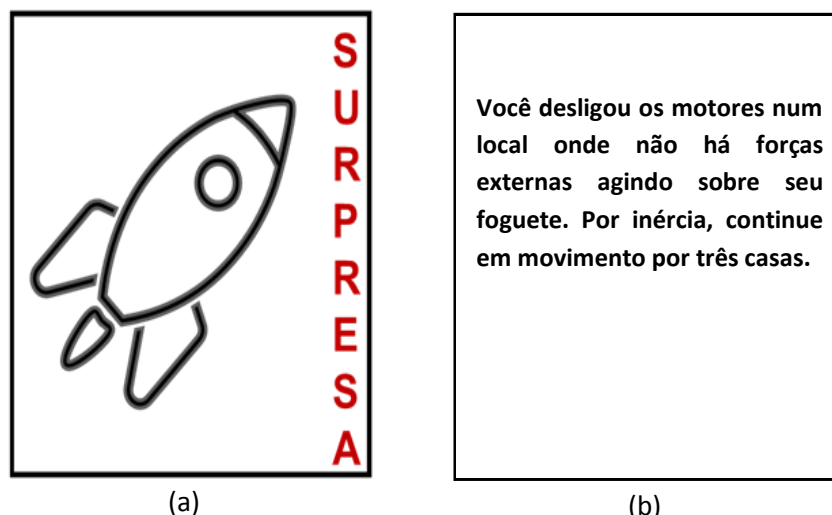 SURPRESA
Você desligou os motores num
local onde não há forças
externas agindo sobre seu
foguete. Por inércia, continue
em movimento por três casas.
(a)
(b)